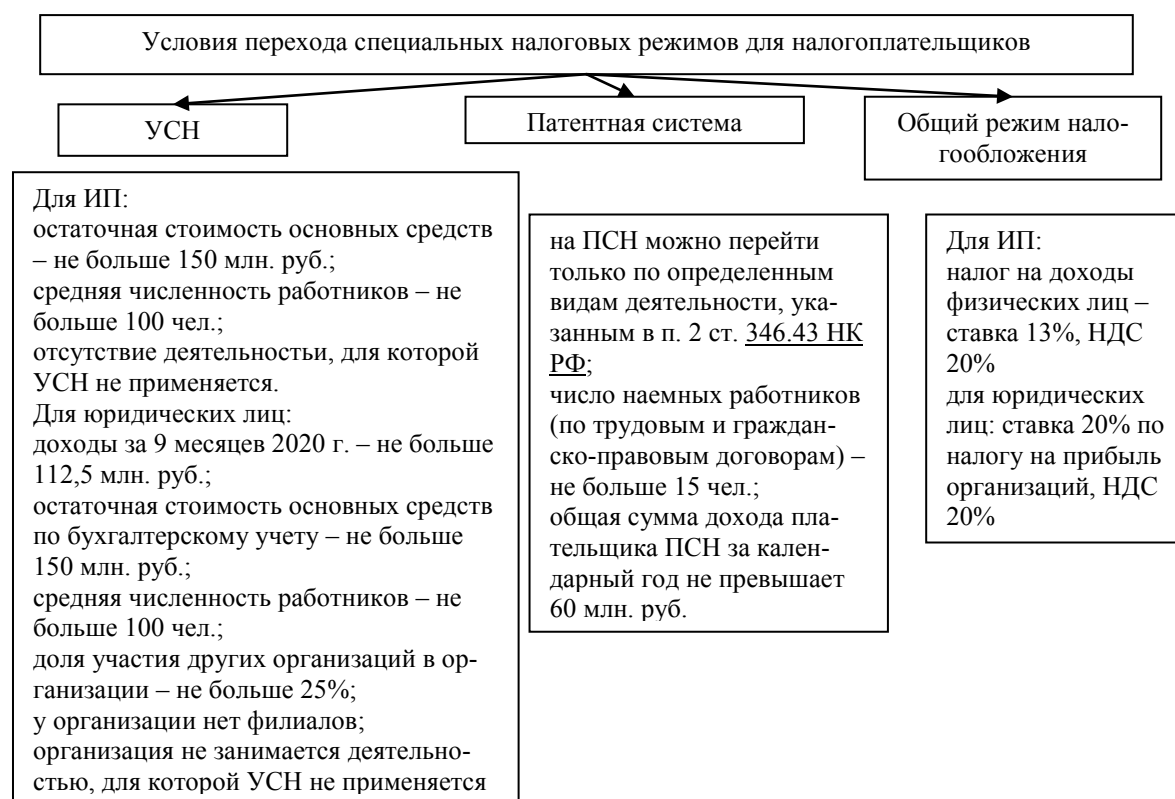 Условия перехода специальных налоговых режимов для налогоплательщиков
УСН
Патентная система
Общий режим нало-
гообложения
Для ИП:
остаточная стоимость основных средств
– не больше 150 млн. руб.;
средняя численность работников – не
больше 100 чел.;
отсутствие деятельностьи, для которой
УСН не применяется.
Для юридических лиц:
доходы за 9 месяцев 2020 г. – не больше
112,5 млн. руб.;
остаточная стоимость основных средств
по бухгалтерскому учету – не больше
150 млн. руб.;
средняя численность работников – не
больше 100 чел.;
доля участия других организаций в ор-
ганизации – не больше 25%;
у организации нет филиалов;
организация не занимается деятельно-
стью, для которой УСН не применяется
на ПСН можно перейти
только по определенным
видам деятельности, ука-
занным в п. 2 ст. 346.43 НК
РФ;
число наемных работников
(по трудовым и граждан-
ско-правовым договорам) –
не больше 15 чел.;
общая сумма дохода пла-
тельщика ПСН за кален-
дарный год не превышает
60 млн. руб.
Для ИП:
налог на доходы
физических лиц –
ставка 13%, НДС
20%
для юридических
лиц: ставка 20% по
налогу на прибыль
организаций, НДС
20%